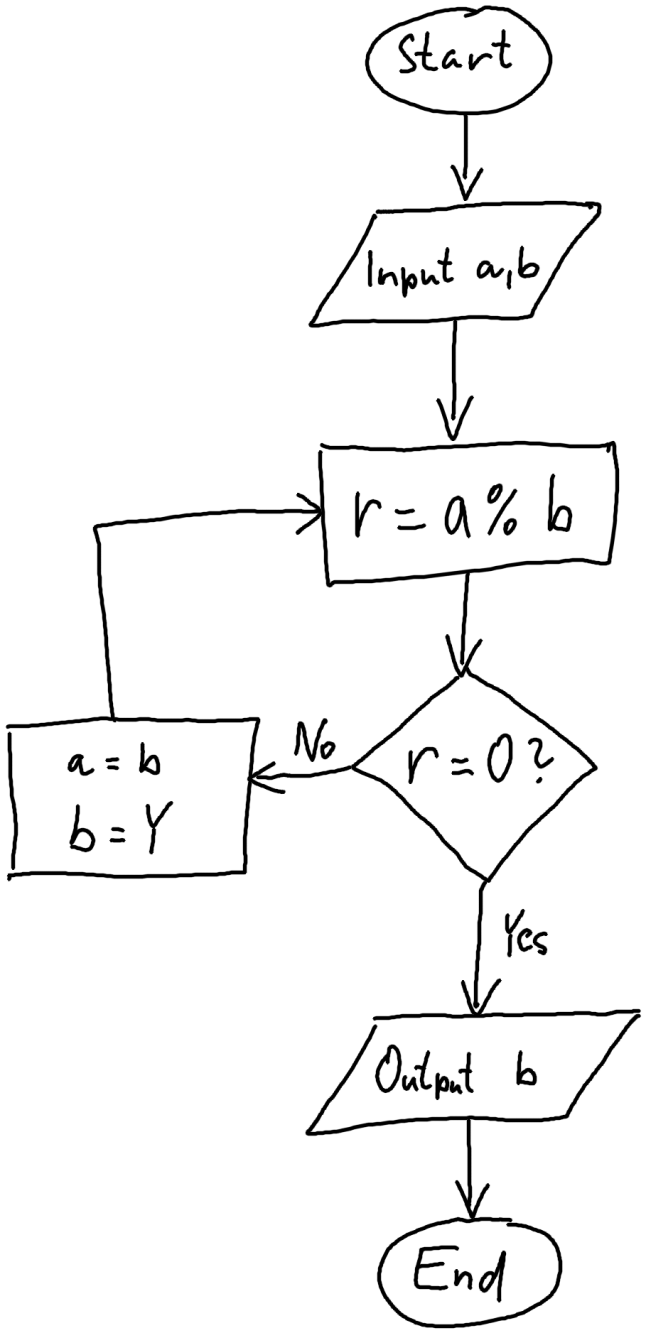 Start
Input a,b
r = a % b
r = 0 ?
No
a = b
b = Y
Yes
Output b
End